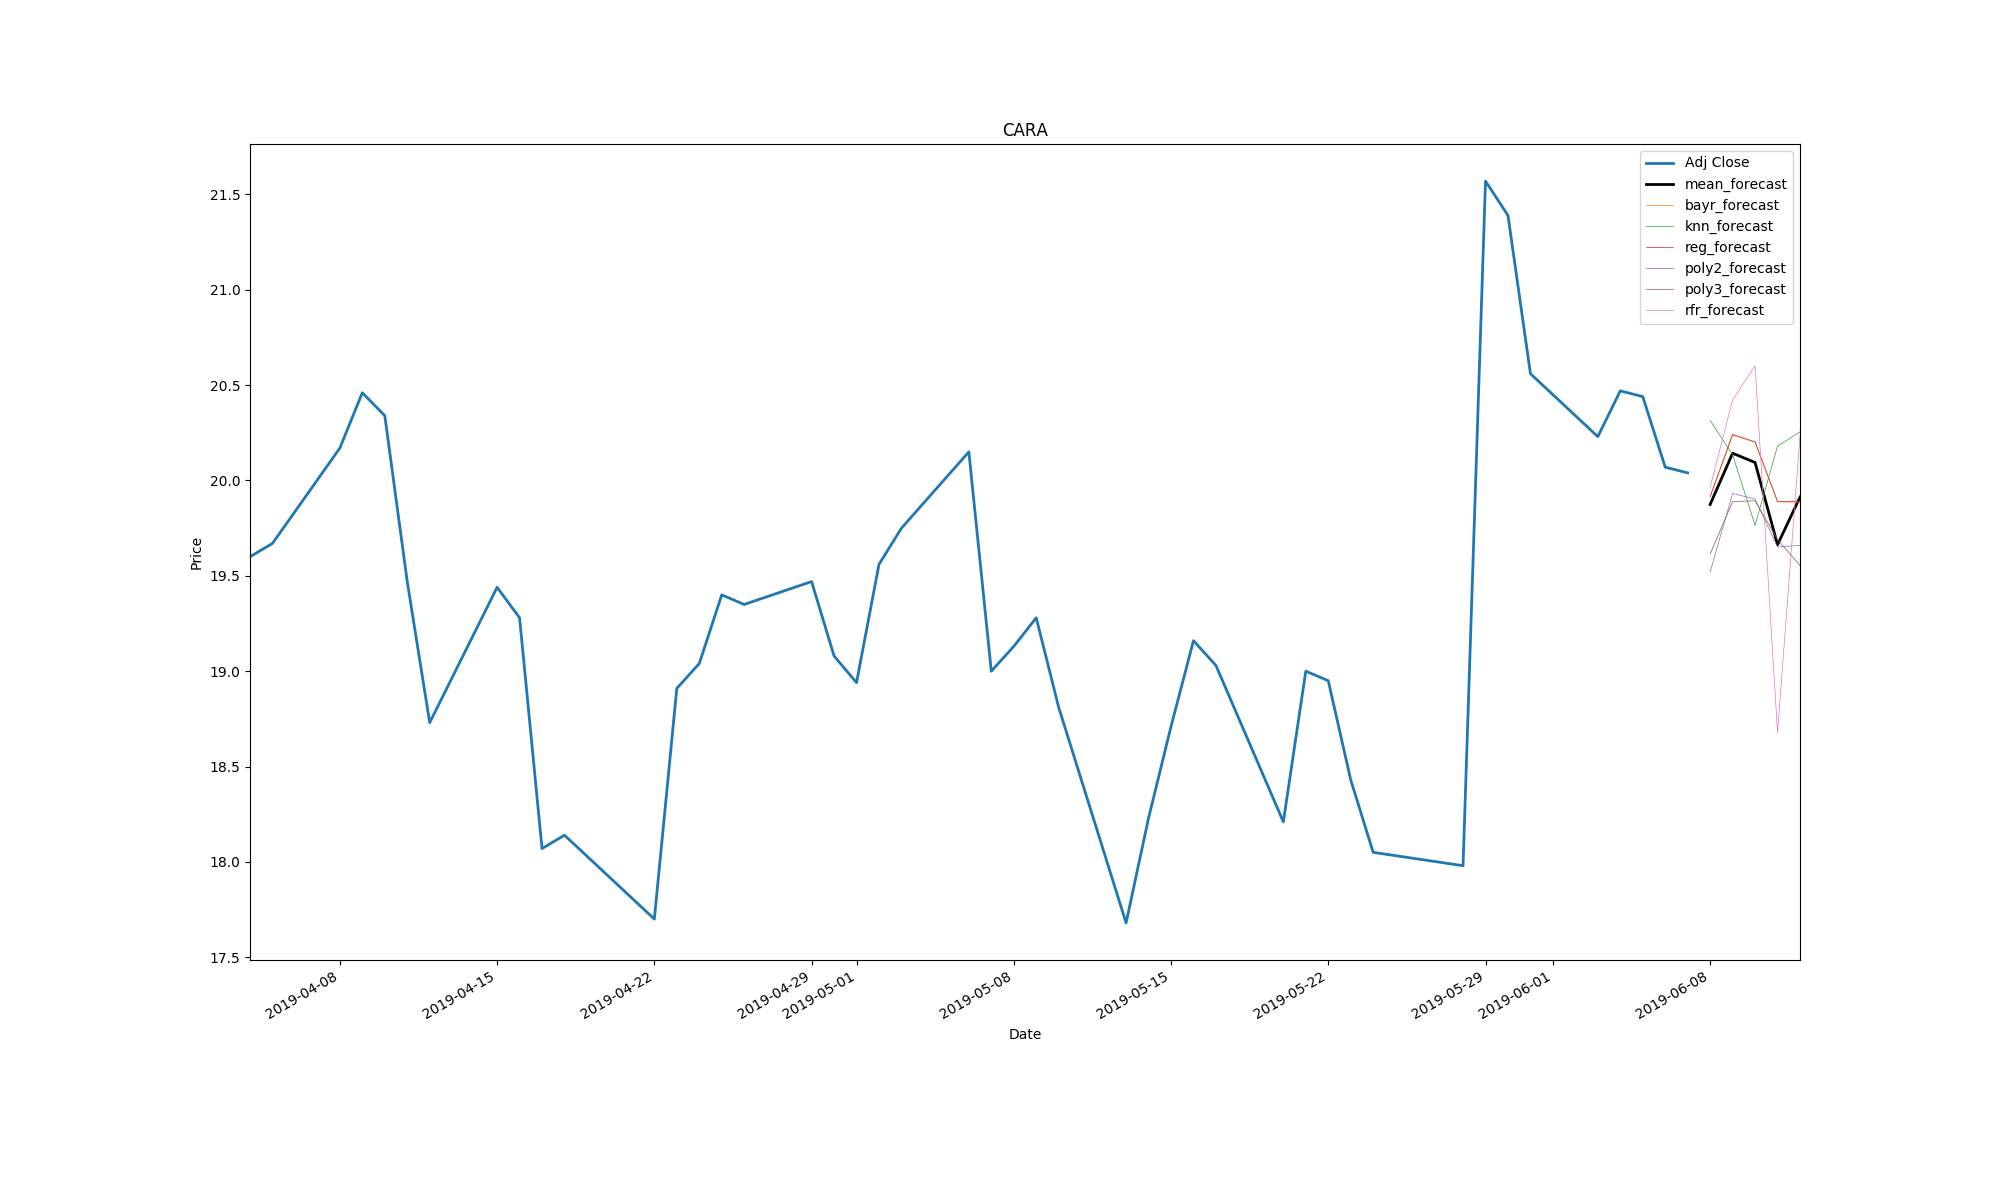 CARA
Adj Close
mean_forecast
bayr_forecast
knn_forecast
reg_forecast
poly2_forecast
poly3_forecast
rfr_forecast
21.5
21.0
20.5
20.0
19.5
19.0
18.5
18.0
17.5
Price
2019-04-08
2019-04-15
2019-04-22
2019-04-29
2019-05-01
2019-05-08
2019-05-15
2019-05-22
2019-05-29
2019-06-01
2019-06-08
Date